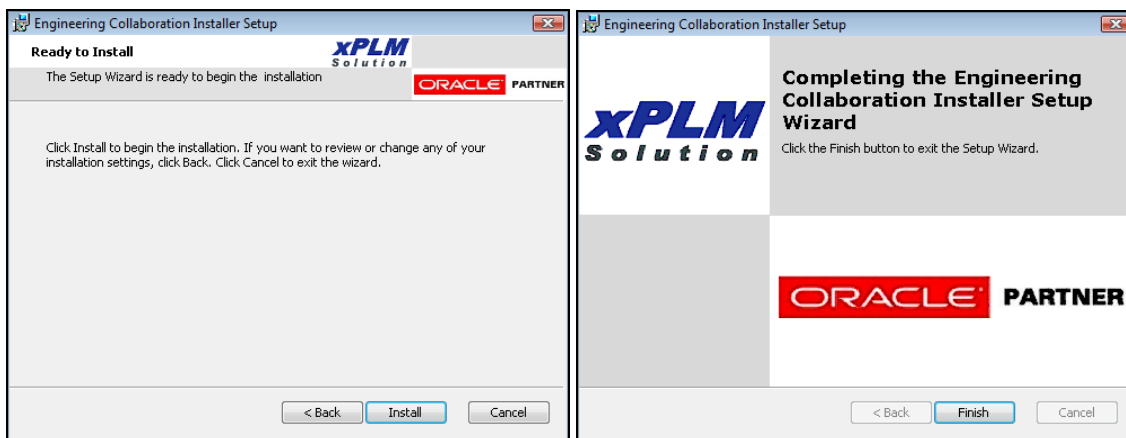 Engineering Collaboration Installer Setup
Ready to Install
xPLM
Solution
The Setup Wizard is ready to begin the installation
ORACLE PARTNER
Click Install to begin the installation. If you want to review or change any of your
installation settings, click Back. Click Cancel to exit the wizard.
< Back Install Cancel
Engineering Collaboration Installer Setup
xPLM
Solution
Completing the Engineering
Collaboration Installer Setup
Wizard
Click the Finish button to exit the Setup Wizard.
ORACLE PARTNER
< Back Finish Cancel